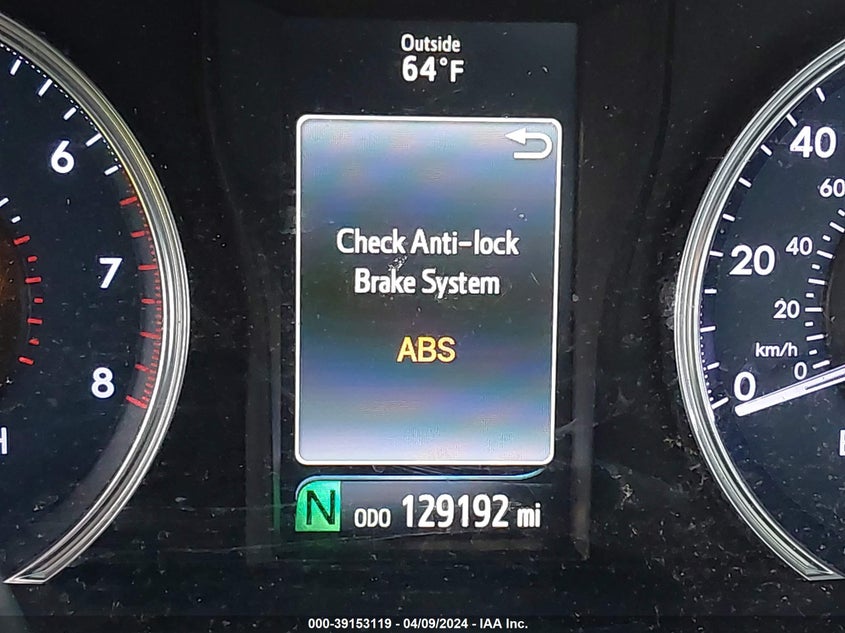 Outside
64°F
6
7
8
H
Check Anti-lock
Brake System
ABS
N ODO 129192 mi
40
60
20
40
20
km/h
0
0
000-39153119 - 04/09/2024 - IAA Inc.